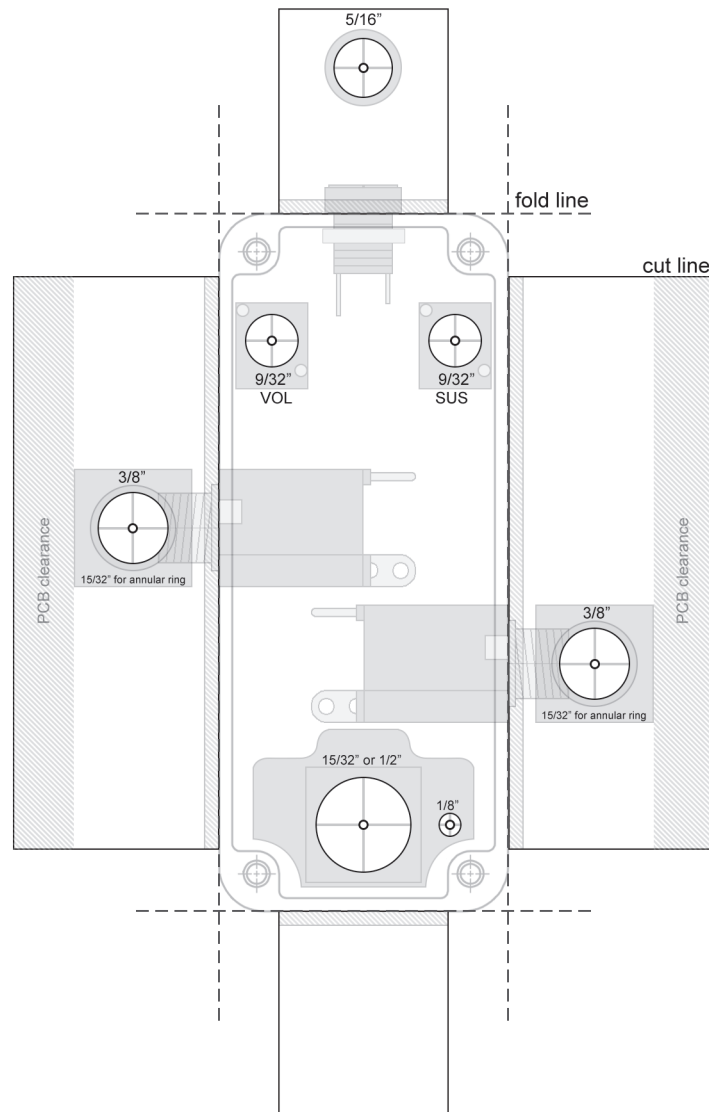 5/16”
fold line
cut line
9/32”
VOL
9/32”
SUS
3/8”
15/32” for annular ring
PCB clearance
3/8”
15/32” for annular ring
PCB clearance
15/32” or 1/2”
1/8”